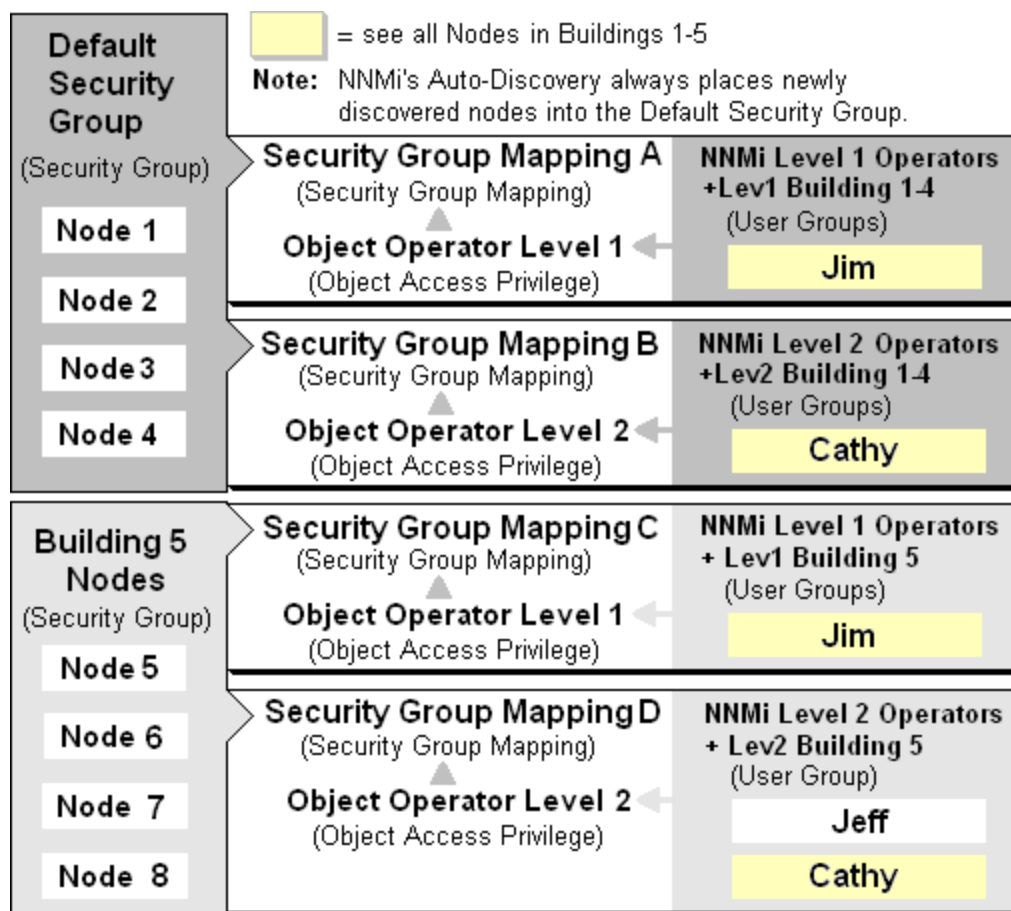 Default
Security
Group
(Security Group)
Node 1
Node 2
Node 3
Node 4
= see all Nodes in Buildings 1-5
Note: NNMi's Auto-Discovery always places newly
discovered nodes into the Default Security Group.
Security Group Mapping A
(Security Group Mapping)
Object Operator Level 1
(Object Access Privilege)
NNMi Level 1 Operators
+Lev1 Building 1-4
(User Groups)
Jim
Security Group Mapping B
(Security Group Mapping)
Object Operator Level 2
(Object Access Privilege)
NNMi Level 2 Operators
+Lev2 Building 1-4
(User Groups)
Cathy
Building 5
Nodes
(Security Group)
Node 5
Node 6
Node 7
Node 8
Security Group Mapping C
(Security Group Mapping)
Object Operator Level 1
(Object Access Privilege)
NNMi Level 1 Operators
+ Lev1 Building 5
(User Groups)
Jim
Security Group Mapping D
(Security Group Mapping)
Object Operator Level 2
(Object Access Privilege)
NNMi Level 2 Operators
+ Lev2 Building 5
(User Group)
Jeff
Cathy